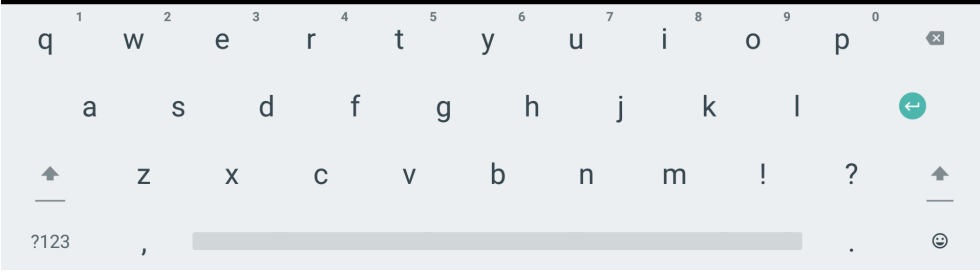 1 2 3 4 5 6 7 8 9 0
q w e r t y u i o p
a s d f g h j k l
z x c v b n m ! ?
?123 , .